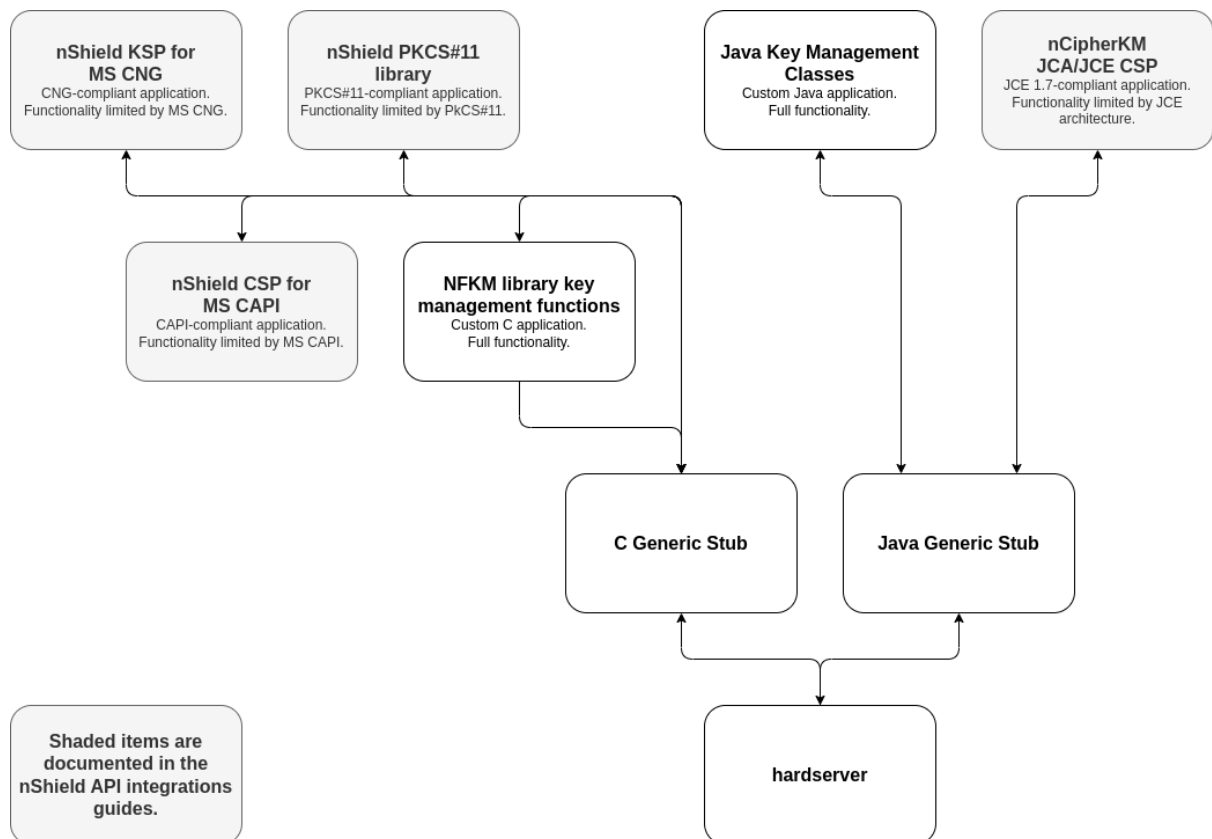 nShield KSP for
MS CNG
CNG-compliant application.
Functionality limited by MS CNG.
nShield PKCS#11
library
PKCS#11-compliant application.
Functionality limited by PkCS#11.
Java Key Management
Classes
Custom Java application.
Full functionality.
nCipherKM
JCA/JCE CSP
JCE 1.7-compliant application.
Functionality limited by JCE
architecture.
nShield CSP for
MS CAPI
CAPI-compliant application.
Functionality limited by MS CAPI.
NFKM library key
management functions
Custom C application.
Full functionality.
C Generic Stub
Java Generic Stub
Shaded items are
documented in the
nShield API integrations
guides.
hardserver